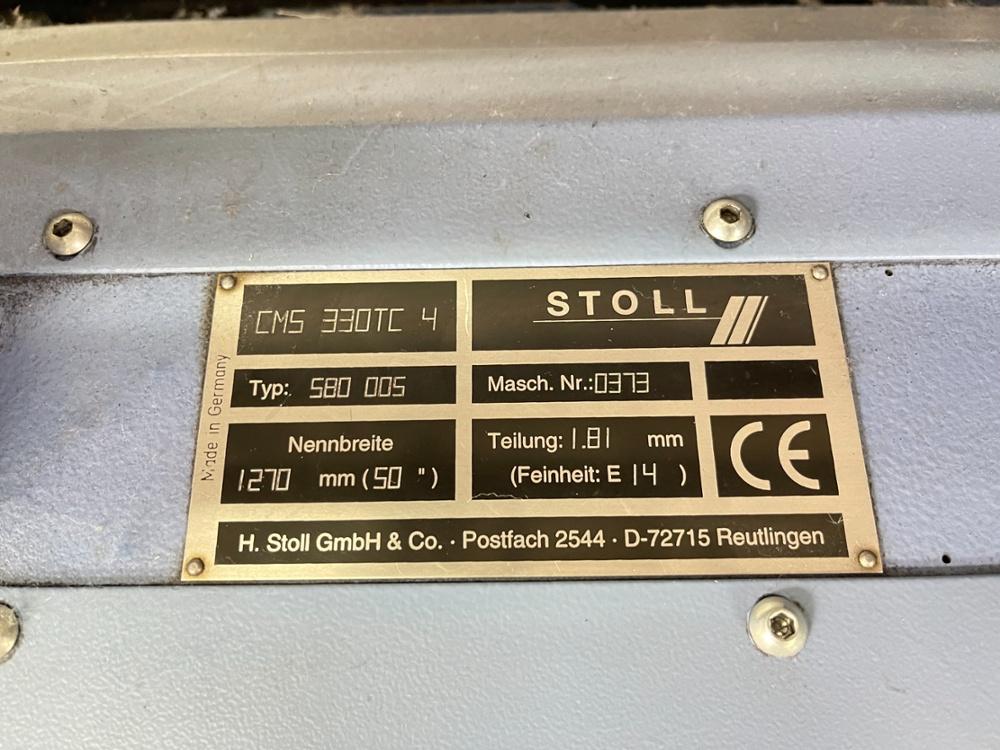 CMS 330TC 4
STOLL
Typ: 580 005
Masch. Nr.: 0373
Made in Germany
Nennbreite
1270 mm (50 ")
Teilung: 1.81 mm
(Feinheit: E 14 )
CE
H. Stoll GmbH & Co. · Postfach 2544 · D-72715 Reutlingen